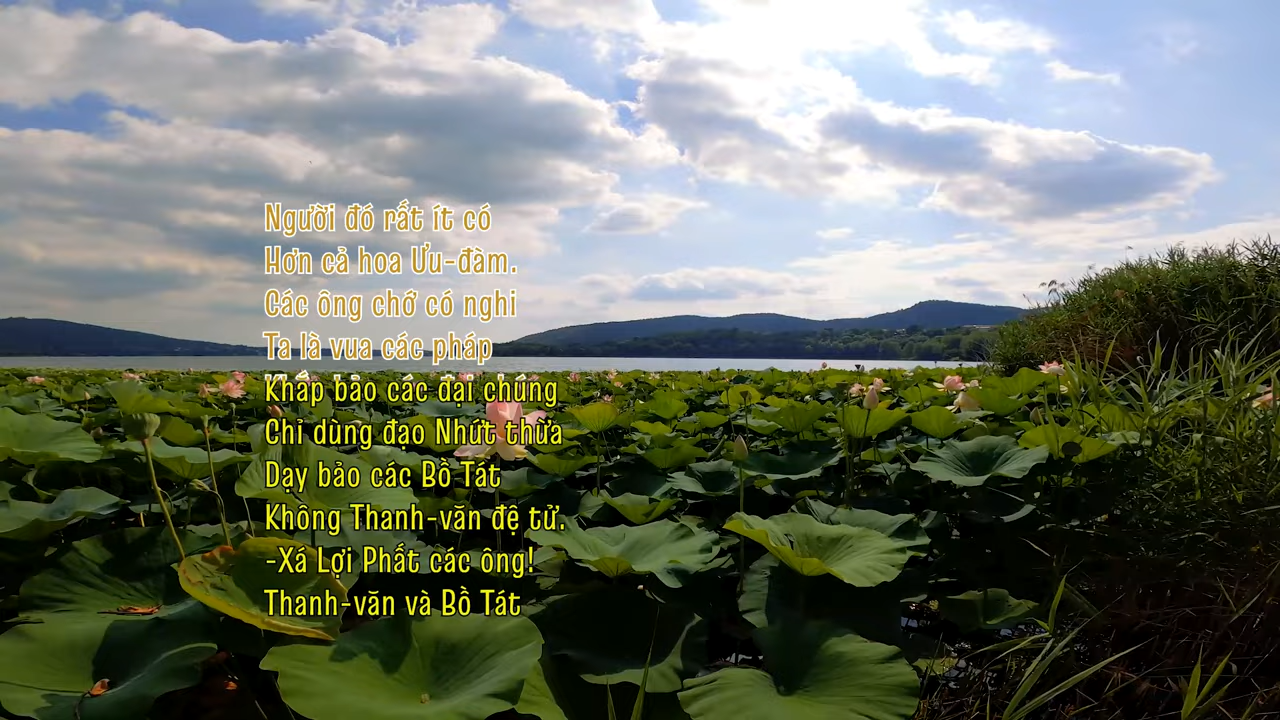 Người đó rất ít có
Hơn cả hoa Ưu-đàm.
Các ông chớ có nghi
Ta là vua các pháp
Khắp bảo các đại chúng
Chỉ dùng đạo Nhứt thừa
Dạy bảo các Bồ Tát
Không Thanh-văn đệ tử.
-Xá Lợi Phất các ông!
Thanh-văn và Bồ Tát